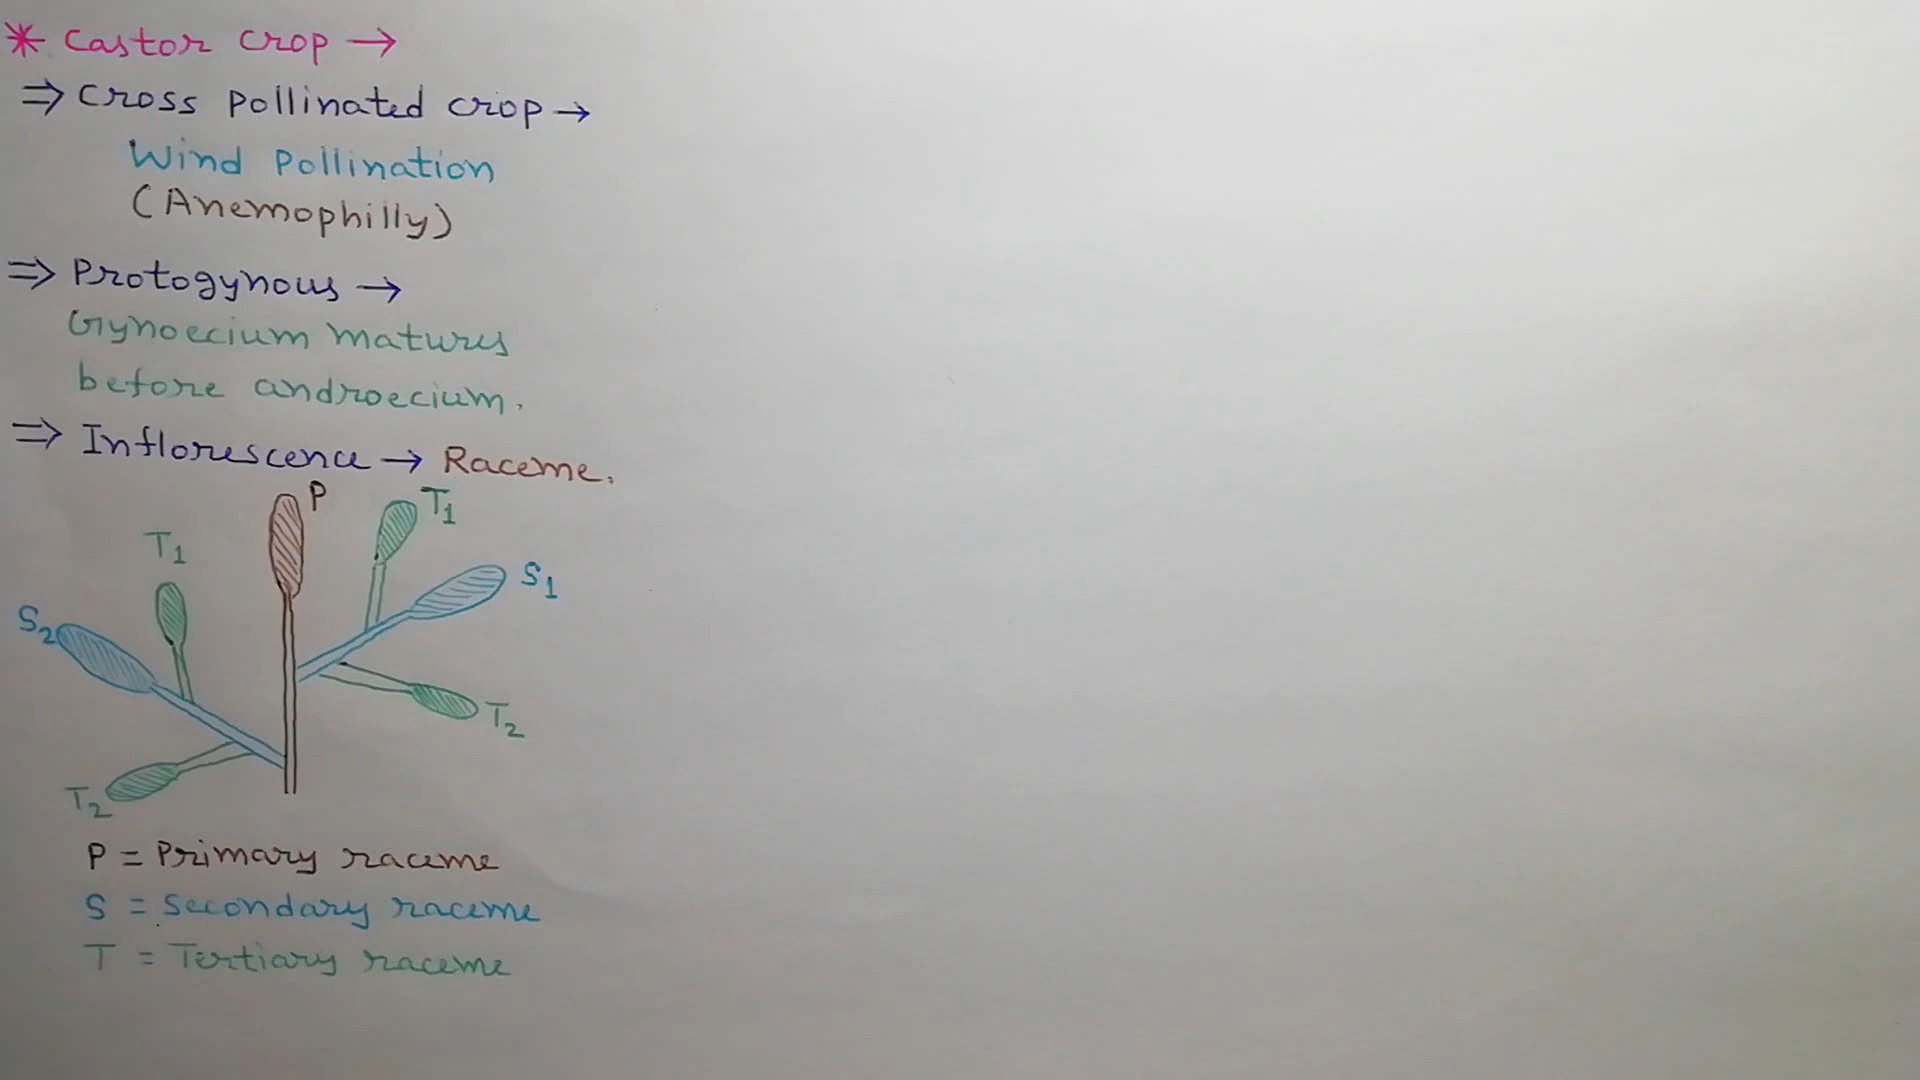 * Castor crop →
⇒ Cross pollinated crop →
Wind Pollination
(Anemophilly)
⇒ Protogynous →
Gynoecium matures
before androecium.
⇒ Inflorescence → Raceme.
P
T1
T1
S1
S2
T2
T2
P = Primary raceme
S = Secondary raceme
T = Tertiary raceme